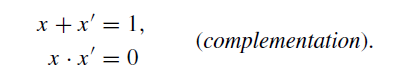 x + x′ = 1,
x · x′ = 0
(complementation).